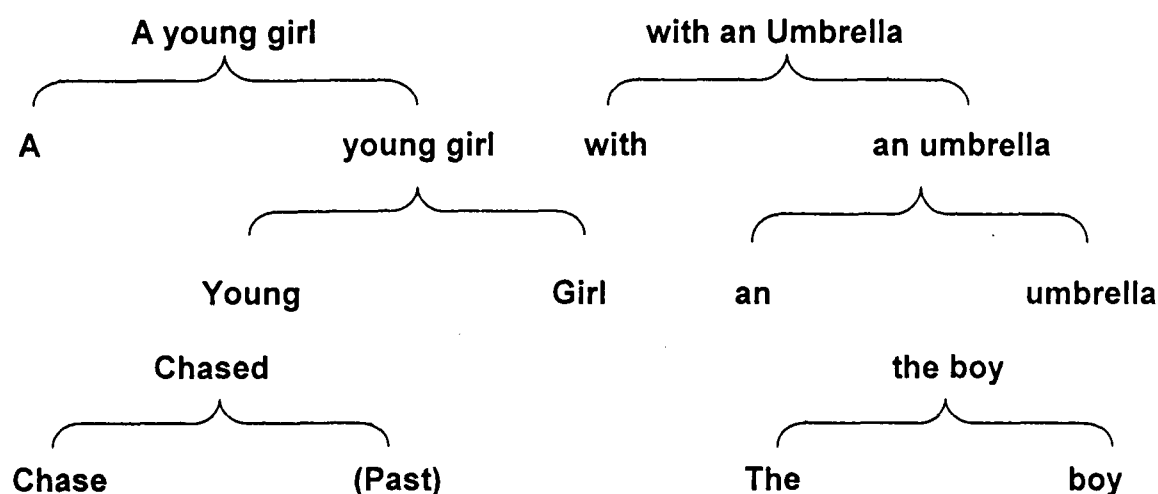 A young girl with an Umbrella
A young girl with an umbrella
Young Girl an umbrella
Chased the boy
Chase (Past) The boy